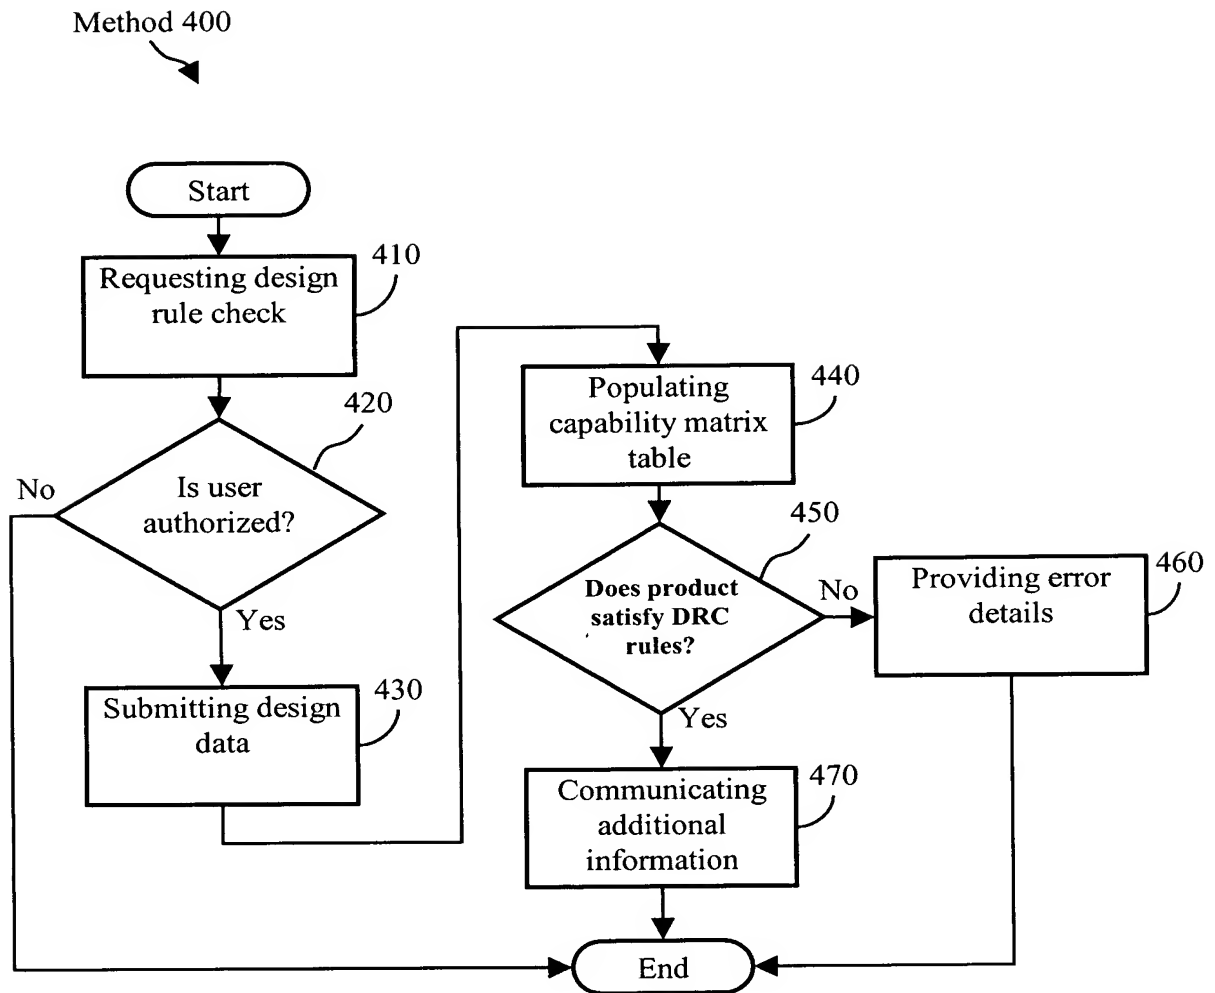 Method 400
Start
410
Requesting design
rule check
420
No
Is user
authorized?
Yes
430
Submitting design
data
440
Populating
capability matrix
table
450
Does product
satisfy DRC
rules?
No
460
Providing error
details
Yes
470
Communicating
additional
information
End